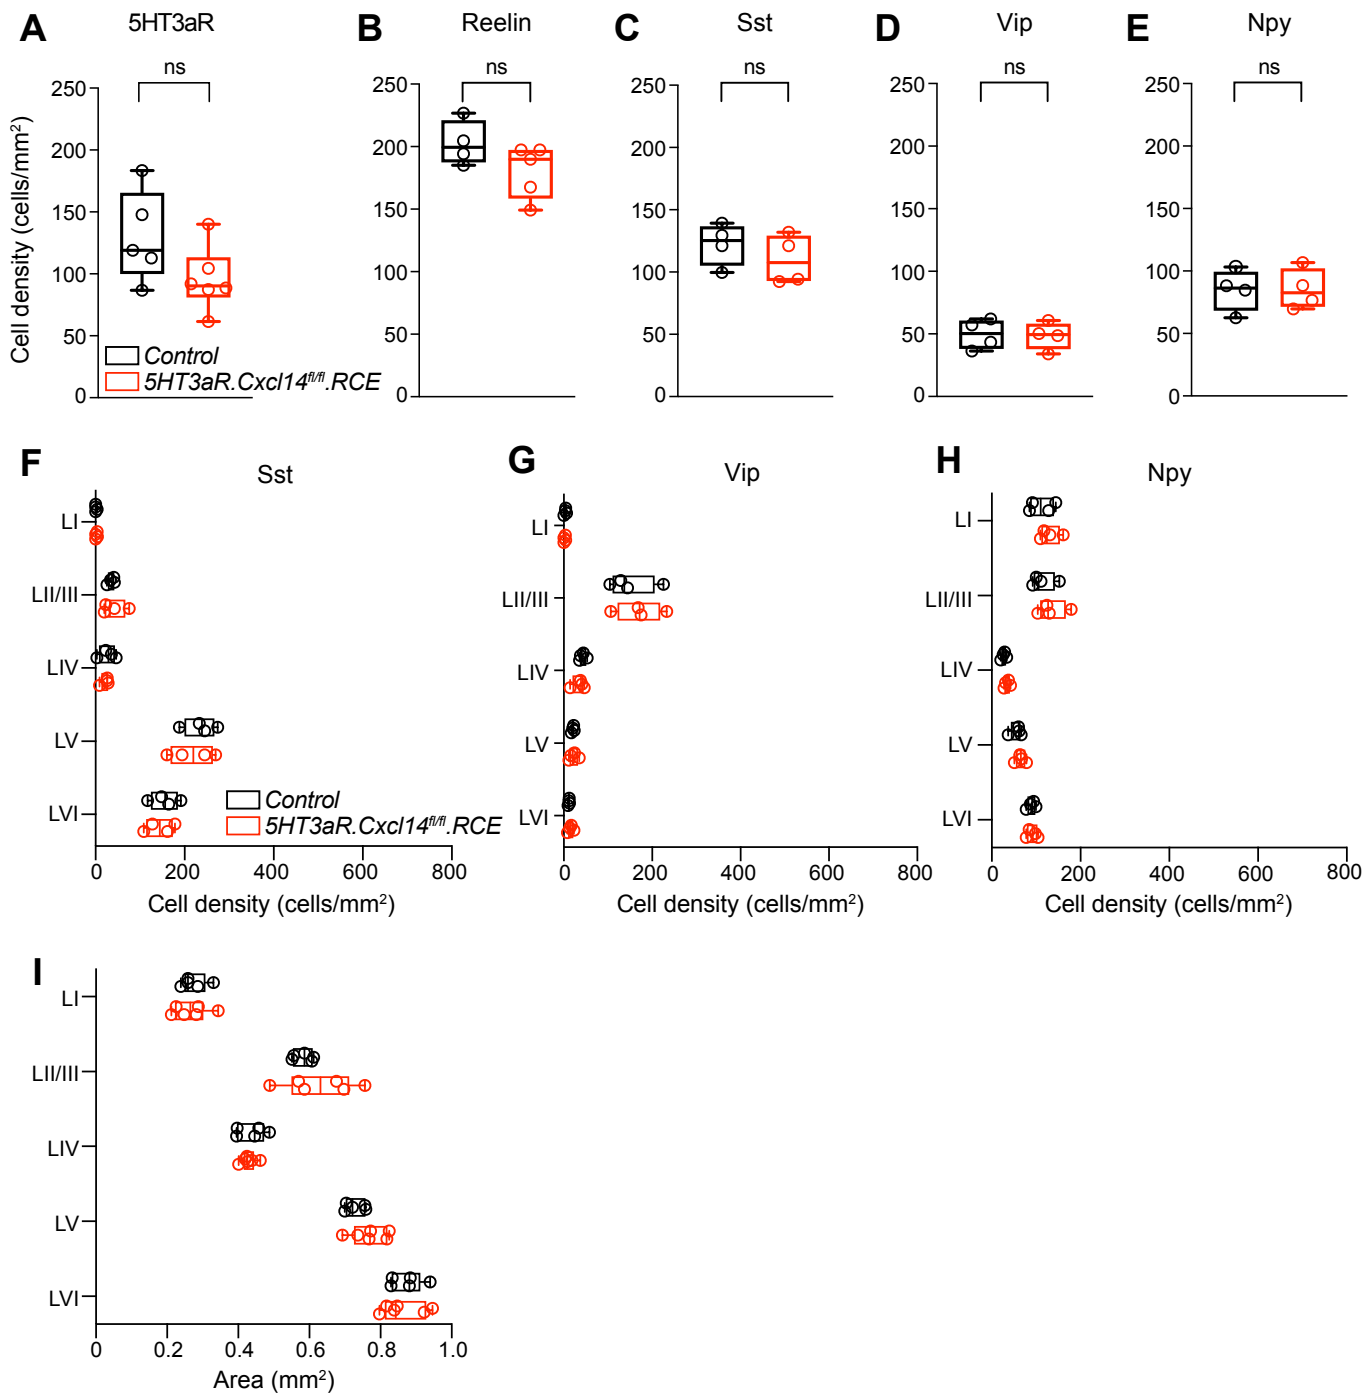 A 5HT3aR
ns
Cell density (cells/mm²)
250
200
150
100
50
0
Control
5HT3aR.Cxcl14fl/fl.RCE
B Reelin
ns
250
200
150
100
50
0
C Sst
ns
250
200
150
100
50
0
D Vip
ns
250
200
150
100
50
0
E Npy
ns
250
200
150
100
50
0
F Sst
LI
LII/III
LIV
LV
LVI
Control
5HT3aR.Cxcl14fl/fl.RCE
0 200 400 600 800
Cell density (cells/mm²)
G Vip
LI
LII/III
LIV
LV
LVI
0 200 400 600 800
Cell density (cells/mm²)
H Npy
LI
LII/III
LIV
LV
LVI
0 200 400 600 800
Cell density (cells/mm²)
I
LI
LII/III
LIV
LV
LVI
0 0.2 0.4 0.6 0.8 1.0
Area (mm²)